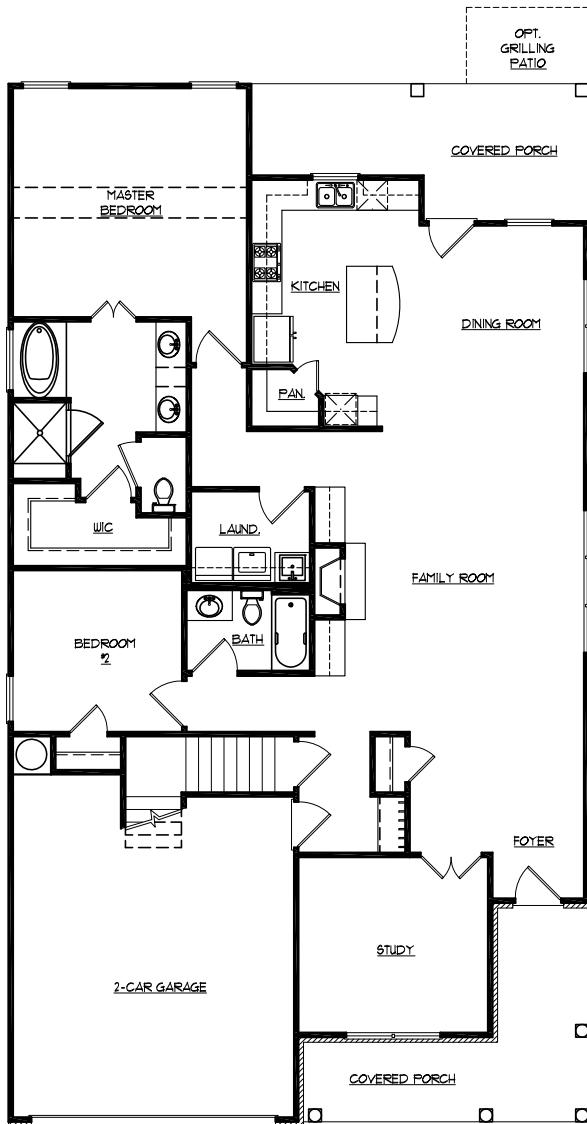 OPT.
GRILLING
PATIO
COVERED PORCH
MASTER
BEDROOM
KITCHEN
DINING ROOM
PAN.
WIC
LAUND.
FAMILY ROOM
BEDROOM
#2
BATH
FOYER
STUDY
2-CAR GARAGE
COVERED PORCH